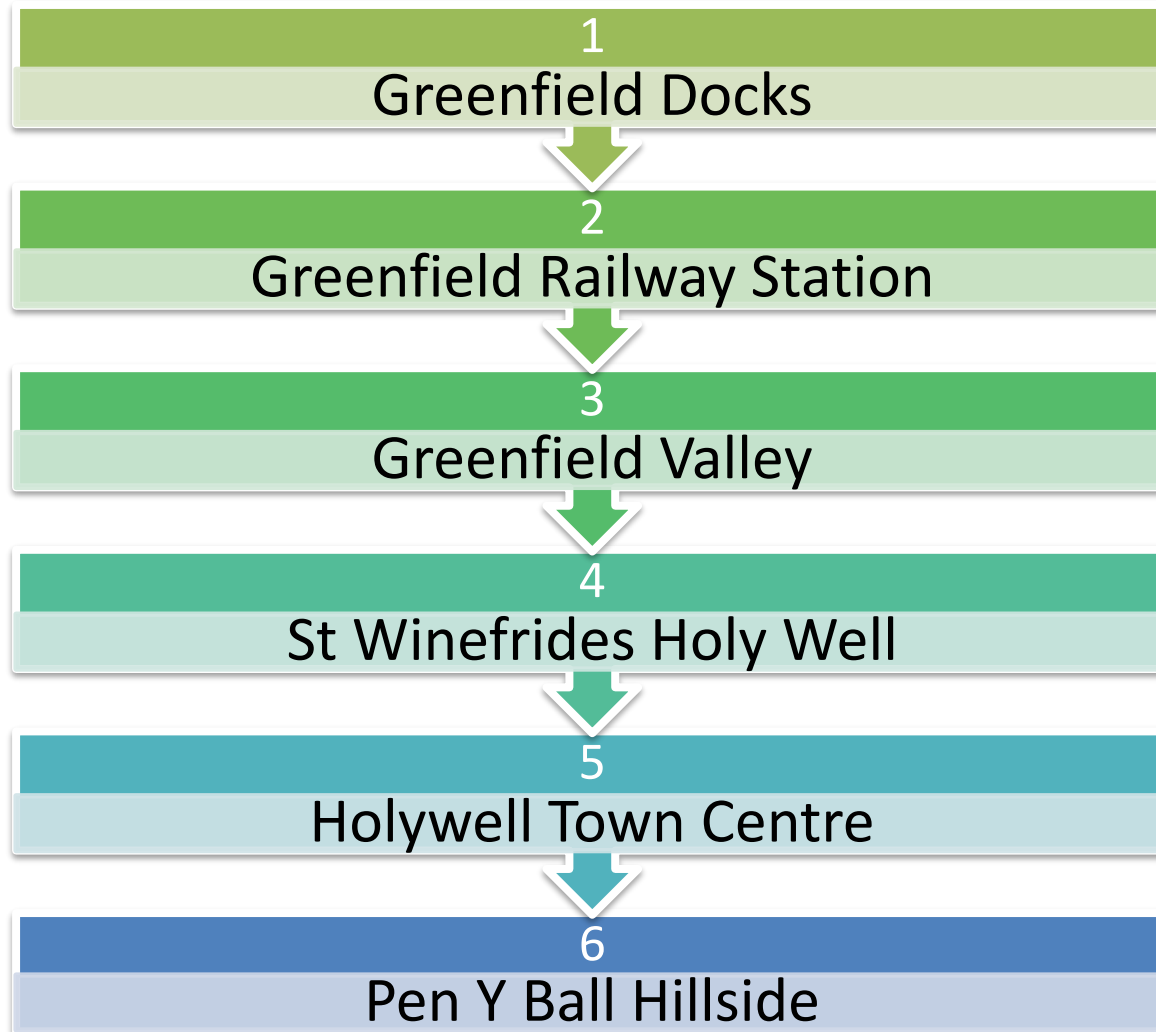 1
Greenfield Docks
2
Greenfield Railway Station
3
Greenfield Valley
4
St Winefrides Holy Well
5
Holywell Town Centre
6
Pen Y Ball Hillside